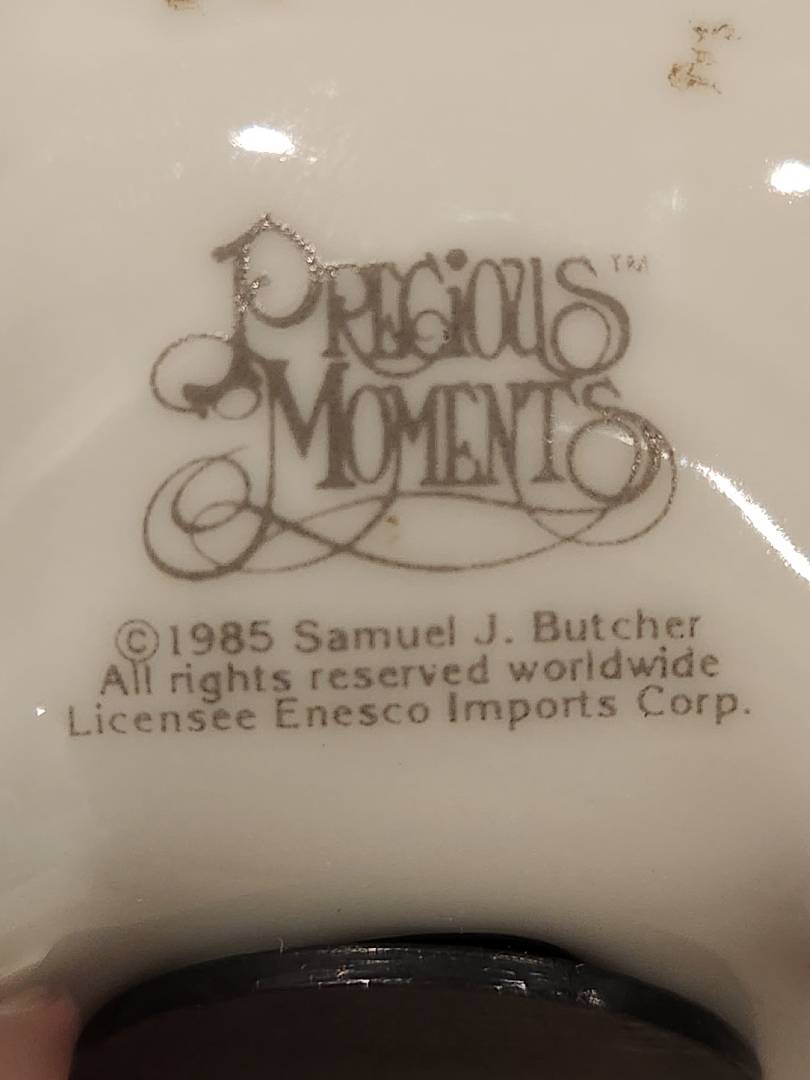 PRECiOUS™
MOMENTS
©1985 Samuel J. Butcher
All rights reserved worldwide
Licensee Enesco Imports Corp.